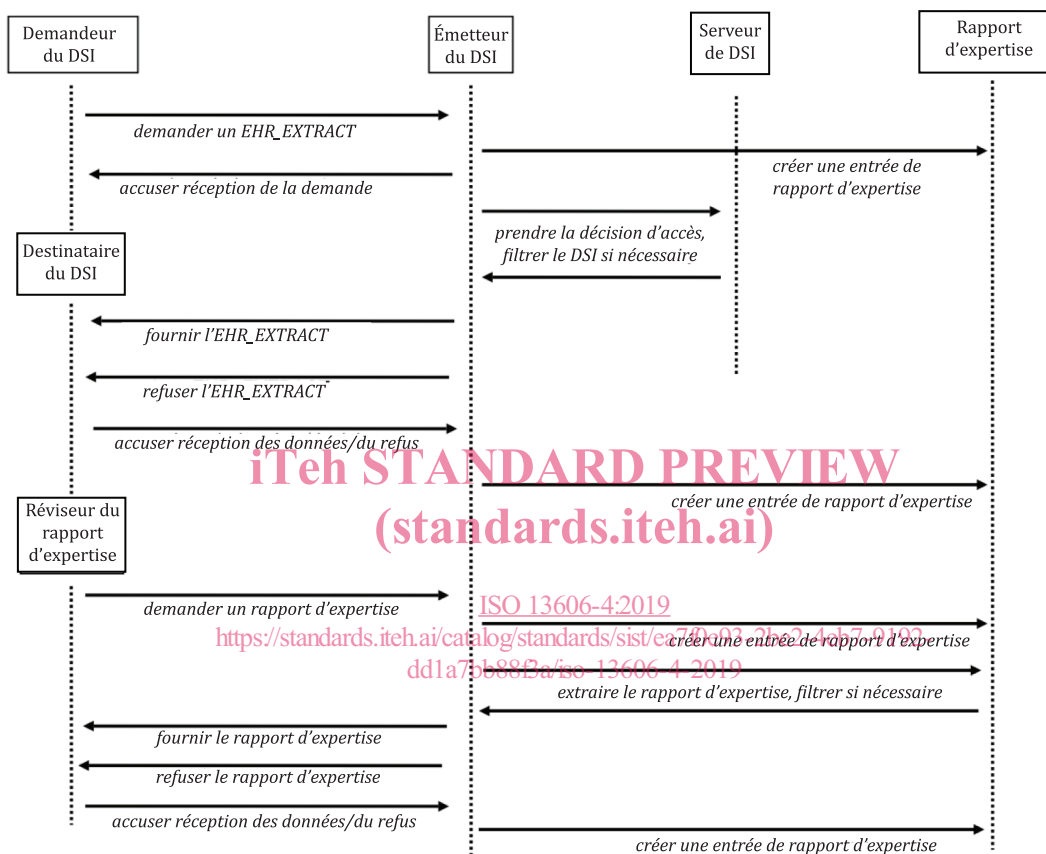 Demandeur
du DSI
Émetteur
du DSI
Serveur
de DSI
Rapport
d'expertise
demander un EHR_EXTRACT
créer une entrée de
rapport d'expertise
accuser réception de la demande
prendre la décision d'accès,
filtrer le DSI si nécessaire
Destinataire
du DSI
fournir l'EHR_EXTRACT
refuser l'EHR_EXTRACT
accuser réception des données/du refus
iTeh STANDARD PREVIEW
créer une entrée de rapport d'expertise
(standards.iteh.ai)
Réviseur du
rapport
d'expertise
demander un rapport d'expertise
ISO 13606-4:2019
créer une entrée de rapport d'expertise
dd1a7bb88f3a/iso-13606-4-2019
extraire le rapport d'expertise, filtrer si nécessaire
fournir le rapport d'expertise
refuser le rapport d'expertise
accuser réception des données/du refus
créer une entrée de rapport d'expertise